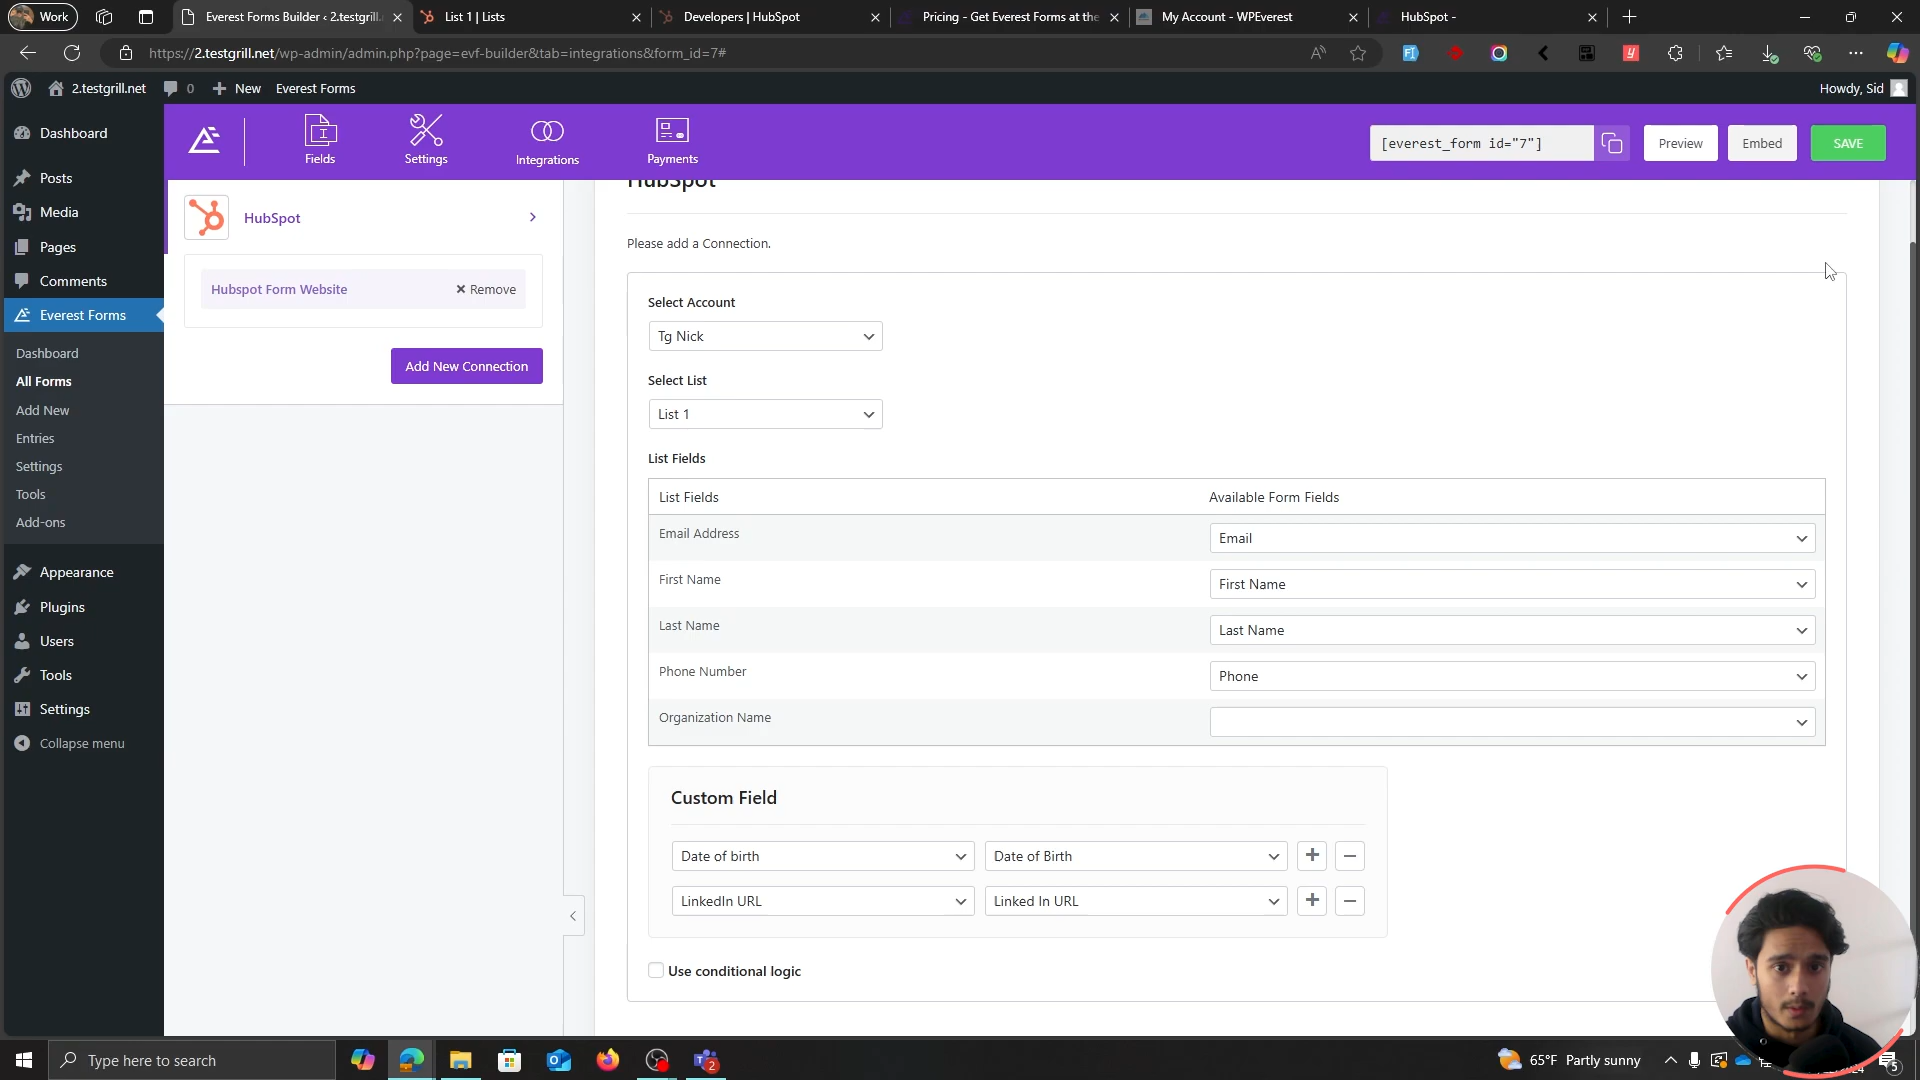 Work
Everest Forms Builder ‹ 2.testgrill.
List 1 | Lists
Developers | HubSpot
Pricing - Get Everest Forms at the
My Account - WPEverest
HubSpot -
https://2.testgrill.net/wp-admin/admin.php?page=evf-builder&tab=integrations&form_id=7#
2.testgrill.net
0
New
Everest Forms
Howdy, Sid
Dashboard
Posts
Media
Pages
Comments
Everest Forms
Dashboard
All Forms
Add New
Entries
Settings
Tools
Add-ons
Appearance
Plugins
Users
Tools
Settings
Collapse menu
Fields
Settings
Integrations
Payments
[everest_form id="7"]
Preview
Embed
SAVE
HubSpot
Hubspot Form Website
Remove
Add New Connection
HubSpot
Please add a Connection.
Select Account
Tg Nick
Select List
List 1
List Fields
List Fields
Available Form Fields
Email Address
Email
First Name
First Name
Last Name
Last Name
Phone Number
Phone
Organization Name
Custom Field
Date of birth
Date of Birth
LinkedIn URL
Linked In URL
Use conditional logic
Type here to search
2
65°F Partly sunny
5